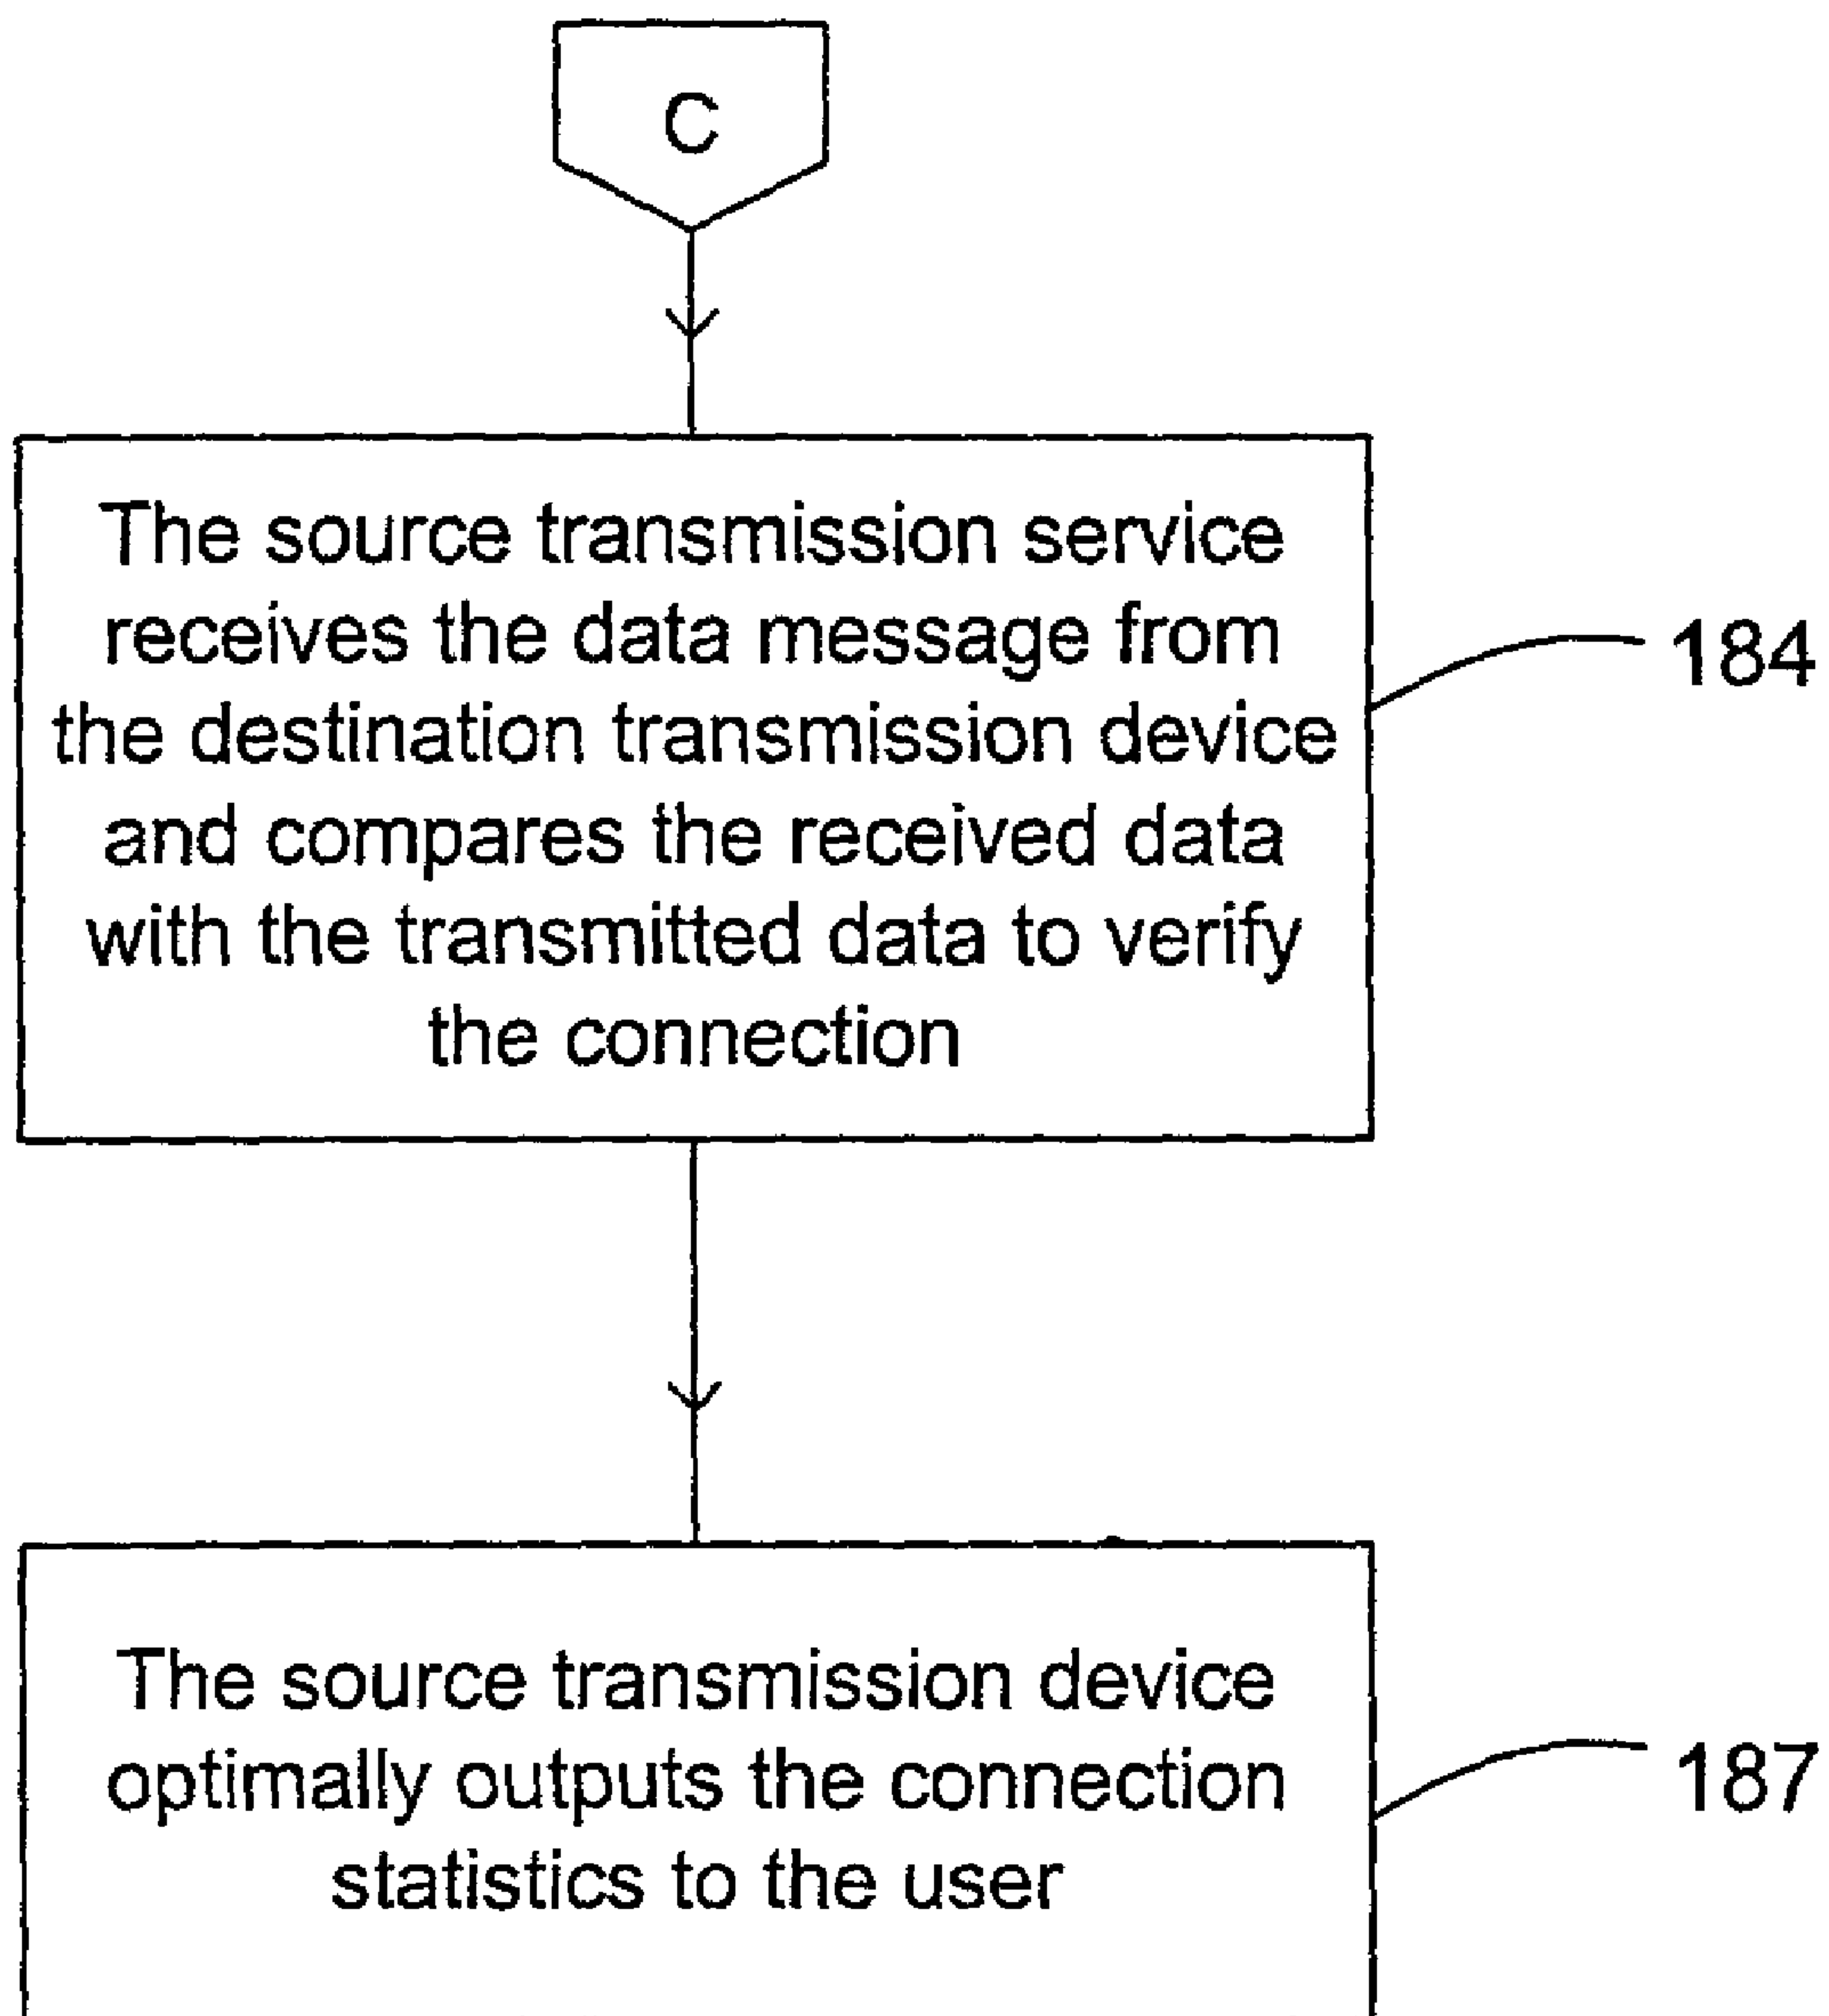 C
The source transmission service
receives the data message from
the destination transmission device
and compares the received data
with the transmitted data to verify
the connection
184
The source transmission device
optimally outputs the connection
statistics to the user
187